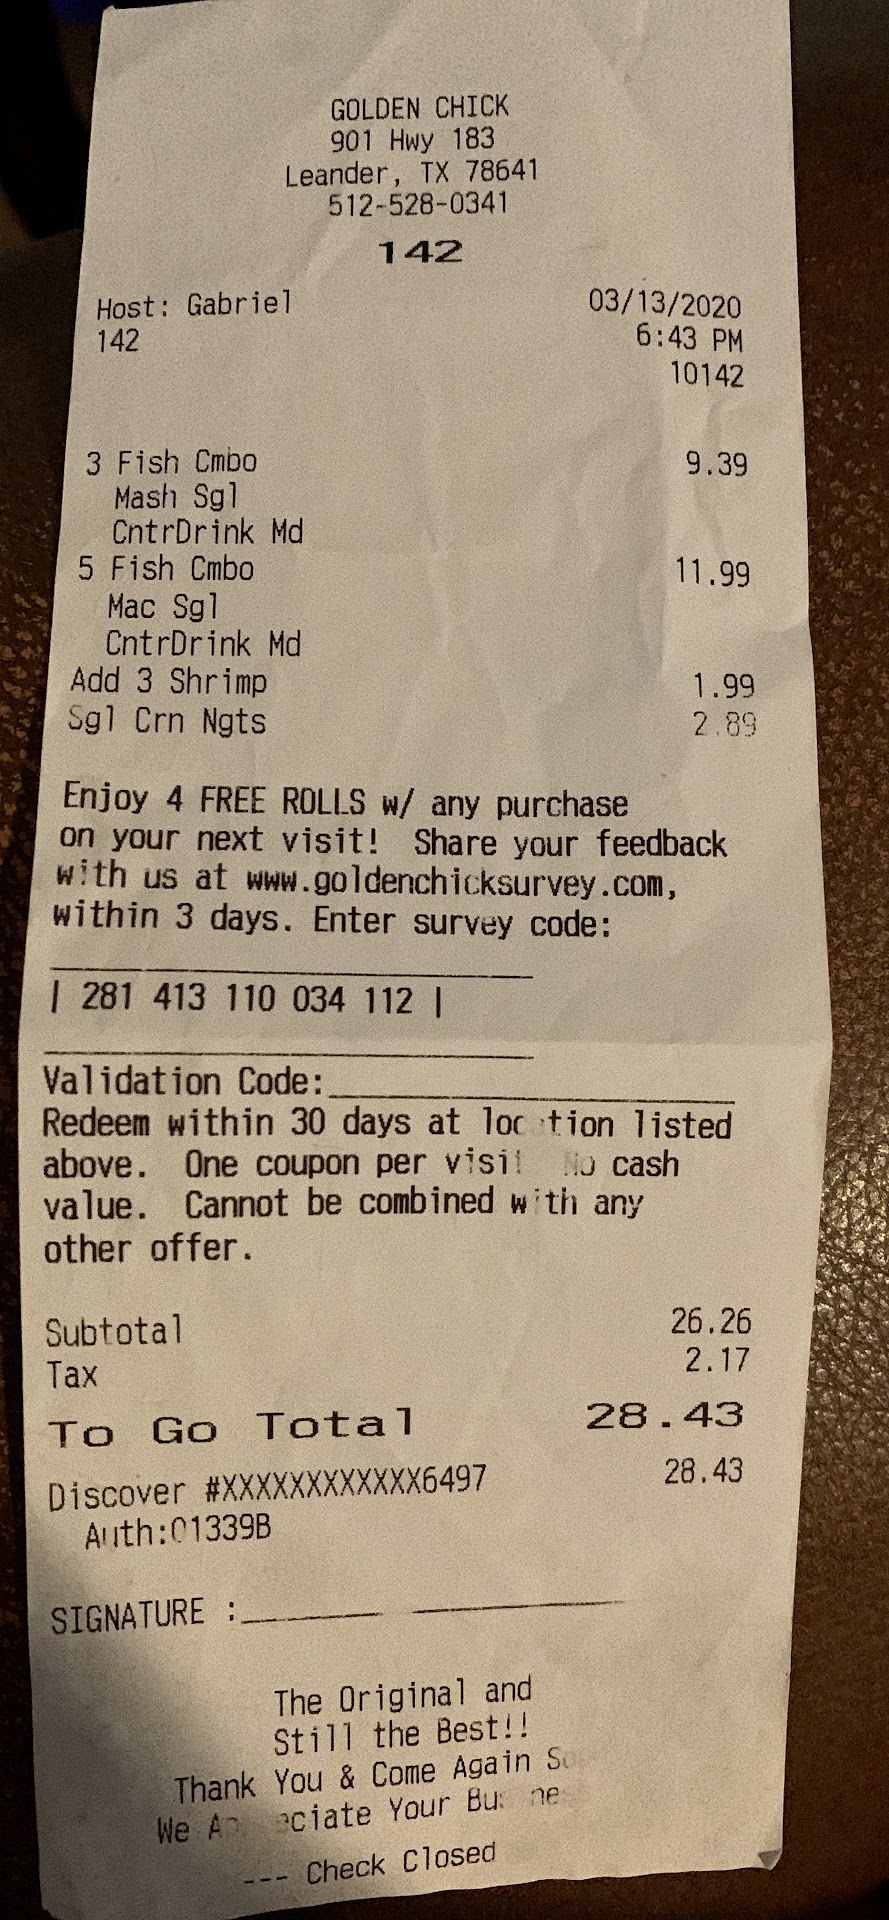 GOLDEN CHICK
901 Hwy 183
Leander, TX 78641
512-528-0341
142
Host: Gabriel 03/13/2020
142 6:43 PM
10142
3 Fish Cmbo 9.39
Mash Sgl
CntrDrink Md
5 Fish Cmbo 11.99
Mac Sgl
CntrDrink Md
Add 3 Shrimp 1.99
Sgl Crn Ngts 2.89
Enjoy 4 FREE ROLLS w/ any purchase
on your next visit! Share your feedback
with us at www.goldenchicksurvey.com,
within 3 days. Enter survey code:
| 281 413 110 034 112 |
Validation Code:
Redeem within 30 days at location listed
above. One coupon per visit No cash
value. Cannot be combined with any
other offer.
Subtotal 26.26
Tax 2.17
To Go Total 28.43
Discover #XXXXXXXXXXXX6497 28.43
Auth:01339B
SIGNATURE :
The Original and
Still the Best!!
Thank You & Come Again
We Appreciate Your Business
--- Check Closed